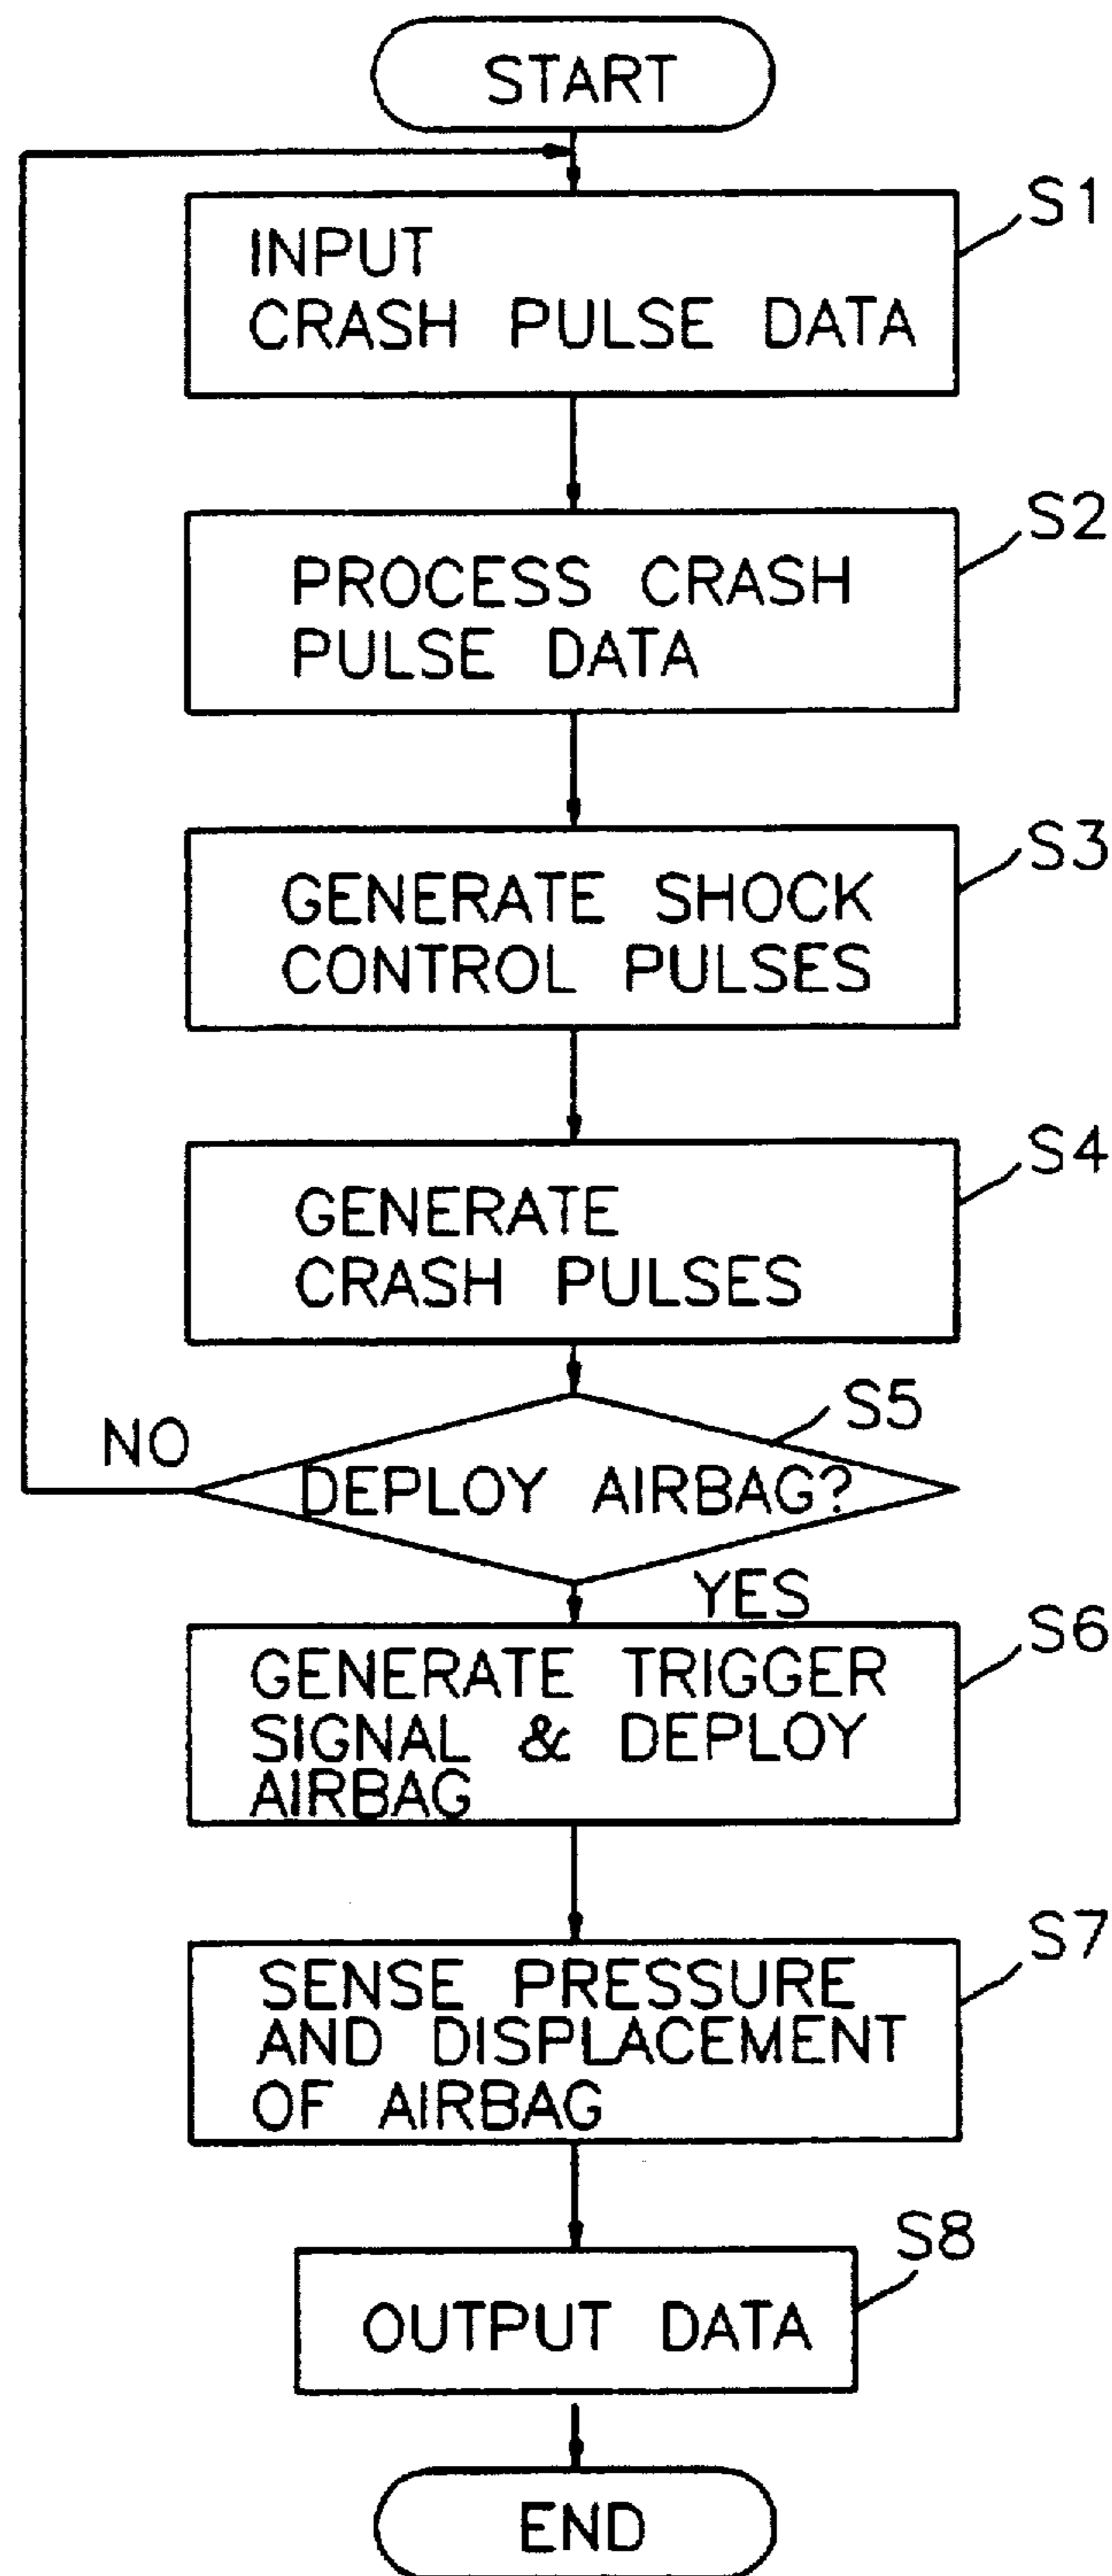 START
S1
INPUT
CRASH PULSE DATA
S2
PROCESS CRASH
PULSE DATA
S3
GENERATE SHOCK
CONTROL PULSES
S4
GENERATE
CRASH PULSES
S5
NO
DEPLOY AIRBAG?
YES
S6
GENERATE TRIGGER
SIGNAL & DEPLOY
AIRBAG
S7
SENSE PRESSURE
AND DISPLACEMENT
OF AIRBAG
S8
OUTPUT DATA
END